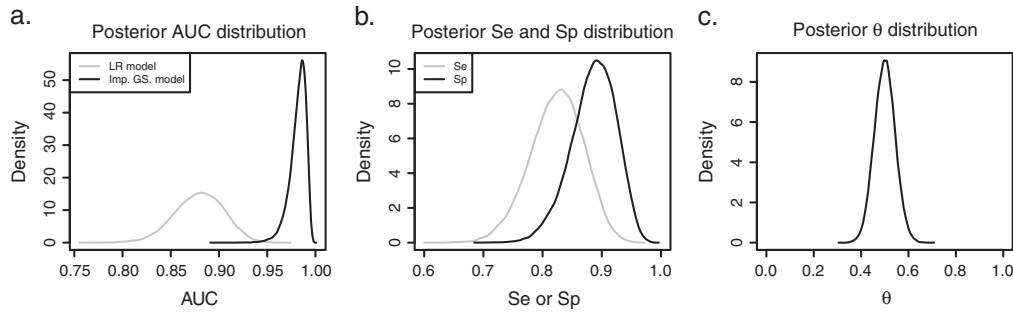 a.
Posterior AUC distribution
LR model
Imp. GS. model
Density
0 10 20 30 40 50
0.75 0.80 0.85 0.90 0.95 1.00
AUC
b.
Posterior Se and Sp distribution
Se
Sp
Density
0 2 4 6 8 10
0.6 0.7 0.8 0.9 1.0
Se or Sp
c.
Posterior θ distribution
Density
0 2 4 6 8
0.0 0.2 0.4 0.6 0.8 1.0
θ